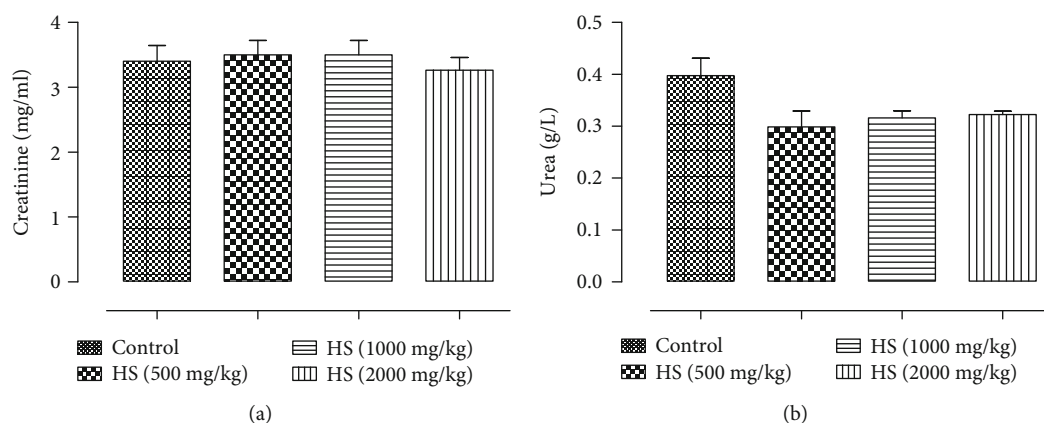 Creatinine (mg/ml)
4
3
2
1
0
Control
HS (500 mg/kg)
HS (1000 mg/kg)
HS (2000 mg/kg)
(a)
Urea (g/L)
0.5
0.4
0.3
0.2
0.1
0.0
Control
HS (500 mg/kg)
HS (1000 mg/kg)
HS (2000 mg/kg)
(b)